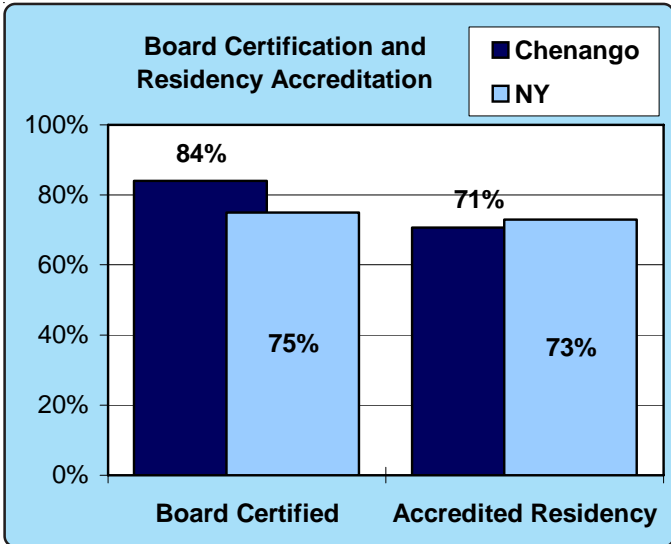 Board Certification and
Residency Accreditation
Chenango
NY
100%
80%
60%
40%
20%
0%
84%
75%
71%
73%
Board Certified
Accredited Residency